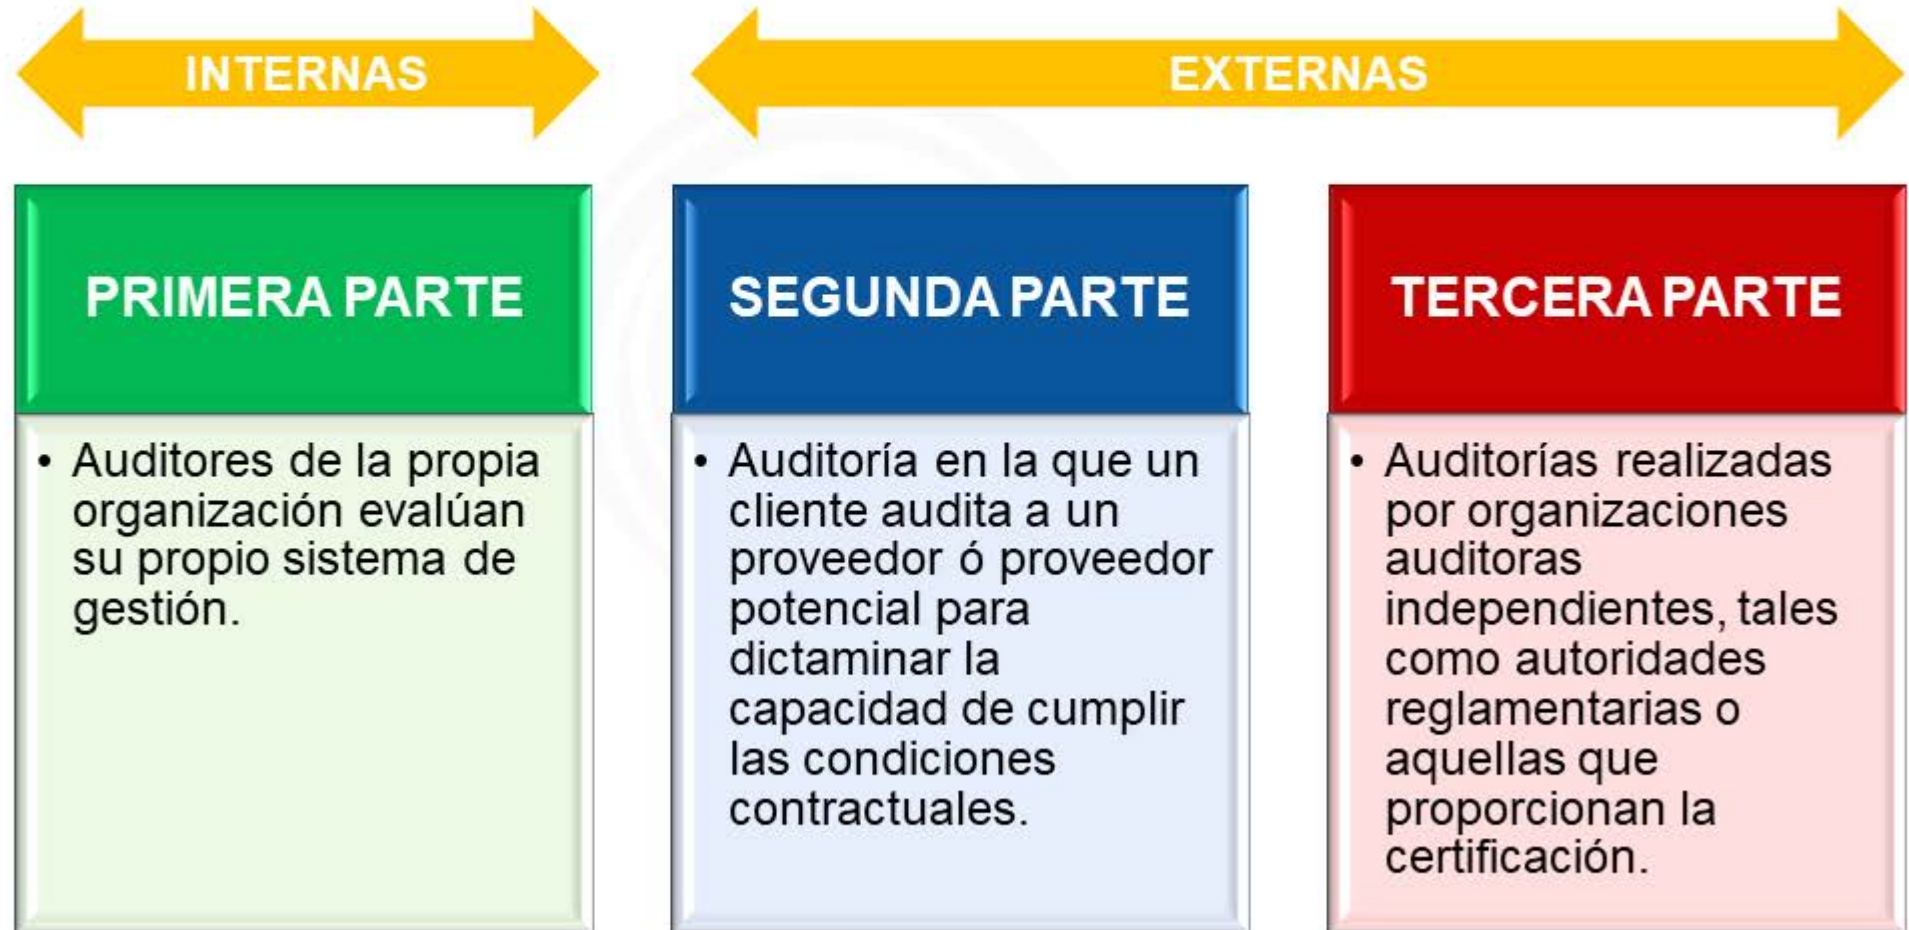 INTERNAS
EXTERNAS
PRIMERA PARTE
• Auditores de la propia
organización evalúan
su propio sistema de
gestión.
SEGUNDA PARTE
• Auditoría en la que un
cliente audita a un
proveedor ó proveedor
potencial para
dictaminar la
capacidad de cumplir
las condiciones
contractuales.
TERCERA PARTE
• Auditorías realizadas
por organizaciones
auditoras
independientes, tales
como autoridades
reglamentarias o
aquellas que
proporcionan la
certificación.